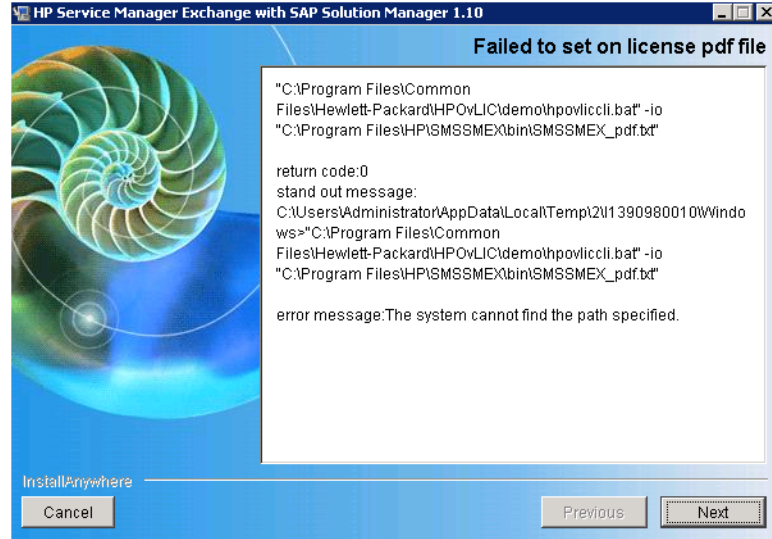 HP Service Manager Exchange with SAP Solution Manager 1.10
Failed to set on license pdf file
"C:\Program Files\Common
Files\Hewlett-Packard\HPOvLIC\demo\hpovliccli.bat" -io
"C:\Program Files\HP\SMSSMEX\bin\SMSSMEX_pdf.txt"
return code:0
stand out message:
C:\Users\Administrator\AppData\Local\Temp\2\I1390980010\Windo
ws>"C:\Program Files\Common
Files\Hewlett-Packard\HPOvLIC\demo\hpovliccli.bat" -io
"C:\Program Files\HP\SMSSMEX\bin\SMSSMEX_pdf.txt"
error message:The system cannot find the path specified.
InstallAnywhere
Cancel
Previous
Next